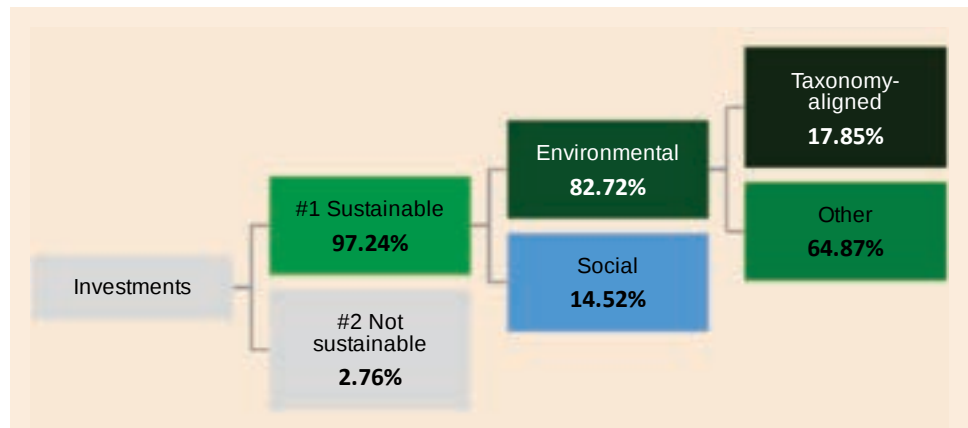 Investments
#1 Sustainable
97.24%
#2 Not
sustainable
2.76%
Environmental
82.72%
Social
14.52%
Taxonomy-
aligned
17.85%
Other
64.87%